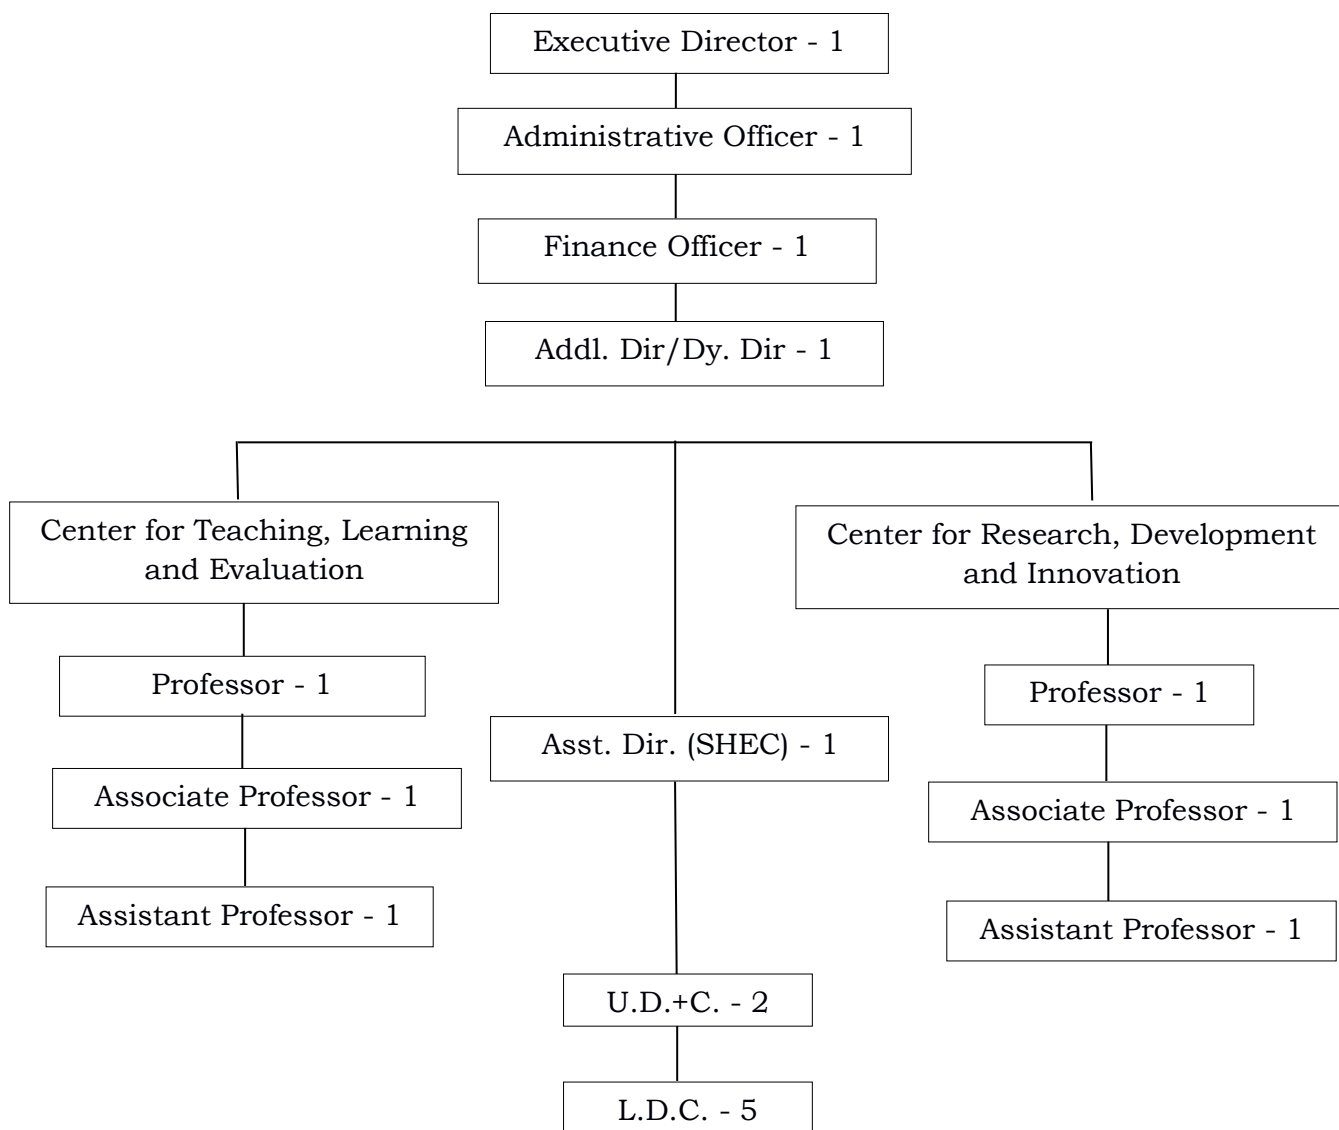 Executive Director - 1
Administrative Officer - 1
Finance Officer - 1
Addl. Dir/Dy. Dir - 1
Center for Teaching, Learning
and Evaluation
Professor - 1
Associate Professor - 1
Assistant Professor - 1
Asst. Dir. (SHEC) - 1
U.D.+C. - 2
L.D.C. - 5
Center for Research, Development
and Innovation
Professor - 1
Associate Professor - 1
Assistant Professor - 1